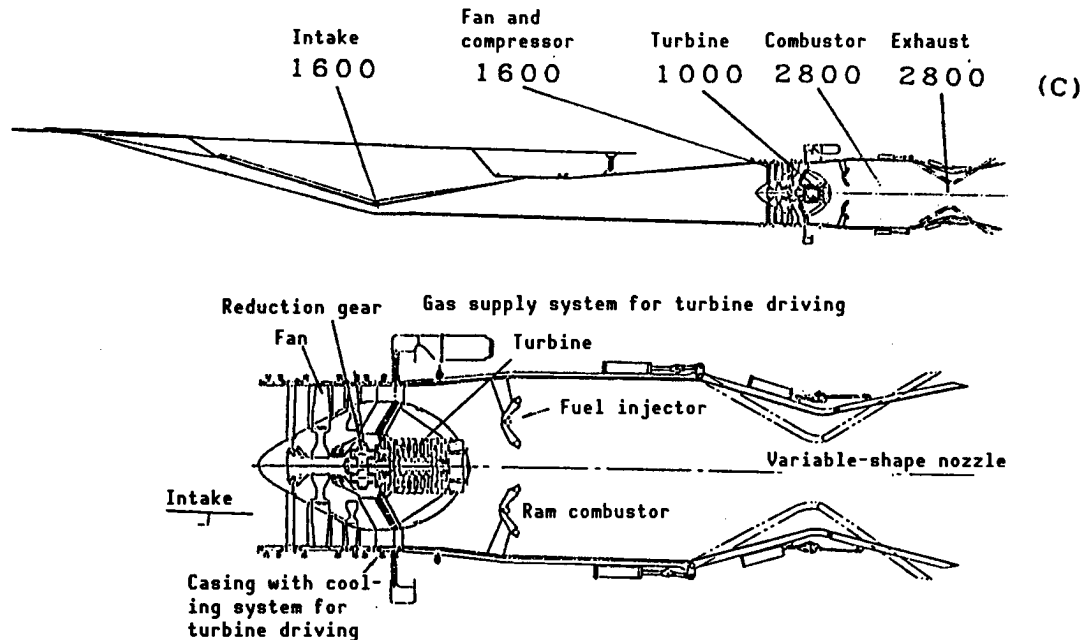 Intake
1600
Fan and
compressor
1600
Turbine
1000
Combustor
2800
Exhaust
2800
(C)
Reduction gear
Gas supply system for turbine driving
Fan
Turbine
Fuel injector
Variable-shape nozzle
Intake
Ram combustor
Casing with cool-
ing system for
turbine driving